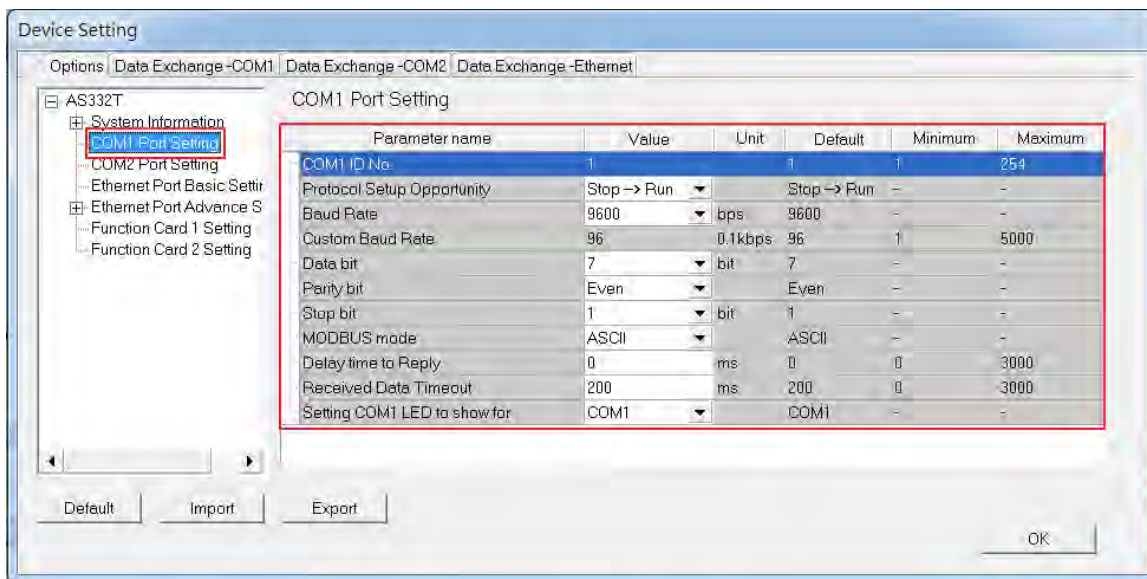 Device Setting
Options Data Exchange -COM1 Data Exchange -COM2 Data Exchange -Ethernet
AS332T
System Information
COM1 Port Setting
COM2 Port Setting
Ethernet Port Basic Settir
Ethernet Port Advance S
Function Card 1 Setting
Function Card 2 Setting
COM1 Port Setting
Parameter name Value Unit Default Minimum Maximum
COM1 ID No. 1 1 1 254
Protocol Setup Opportunity Stop -> Run Stop -> Run - -
Baud Rate 9600 bps 9600 - -
Custom Baud Rate 96 0.1kbps 96 1 5000
Data bit 7 bit 7 - -
Parity bit Even Even - -
Stop bit 1 bit 1 - -
MODBUS mode ASCII ASCII - -
Delay time to Reply 0 ms 0 0 3000
Received Data Timeout 200 ms 200 0 3000
Setting COM1 LED to show for COM1 COM1 - -
Default Import Export
OK